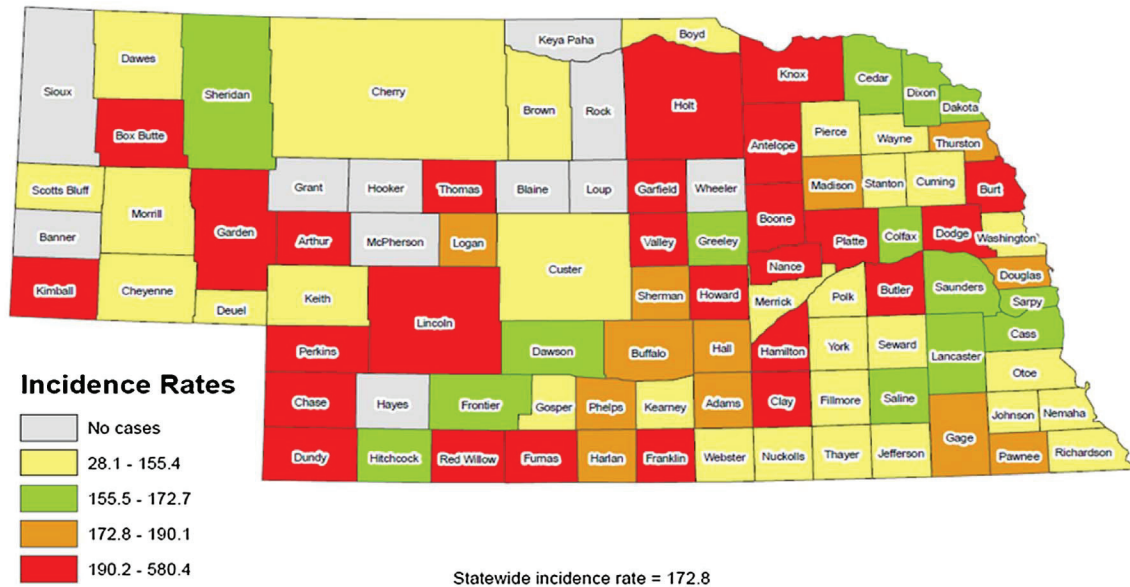 Keya Paha
Boyd
Dawes
Knox
Cedar
Sioux
Sheridan
Cherry
Brown
Rock
Holt
Dixon
Dakota
Box Butte
Antelope
Pierce
Wayne
Thurston
Scotts Bluff
Grant
Hooker
Thomas
Blaine
Loup
Garfield
Wheeler
Madison
Stanton
Cuming
Burt
Morrill
Garden
Banner
Arthur
McPherson
Logan
Custer
Valley
Greeley
Boone
Platte
Colfax
Dodge
Washington
Kimball
Cheyenne
Deuel
Keith
Lincoln
Sherman
Howard
Nance
Merrick
Polk
Butler
Saunders
Douglas
Sarpy
Perkins
Dawson
Buffalo
Hall
Hamilton
York
Seward
Lancaster
Cass
Otoe
Chase
Hayes
Frontier
Gosper
Phelps
Kearney
Adams
Clay
Fillmore
Saline
Johnson
Nemaha
Dundy
Hitchcock
Red Willow
Furnas
Harlan
Franklin
Webster
Nuckolls
Thayer
Jefferson
Gage
Pawnee
Richardson
Incidence Rates
No cases
28.1 - 155.4
155.5 - 172.7
172.8 - 190.1
190.2 - 580.4
Statewide incidence rate = 172.8